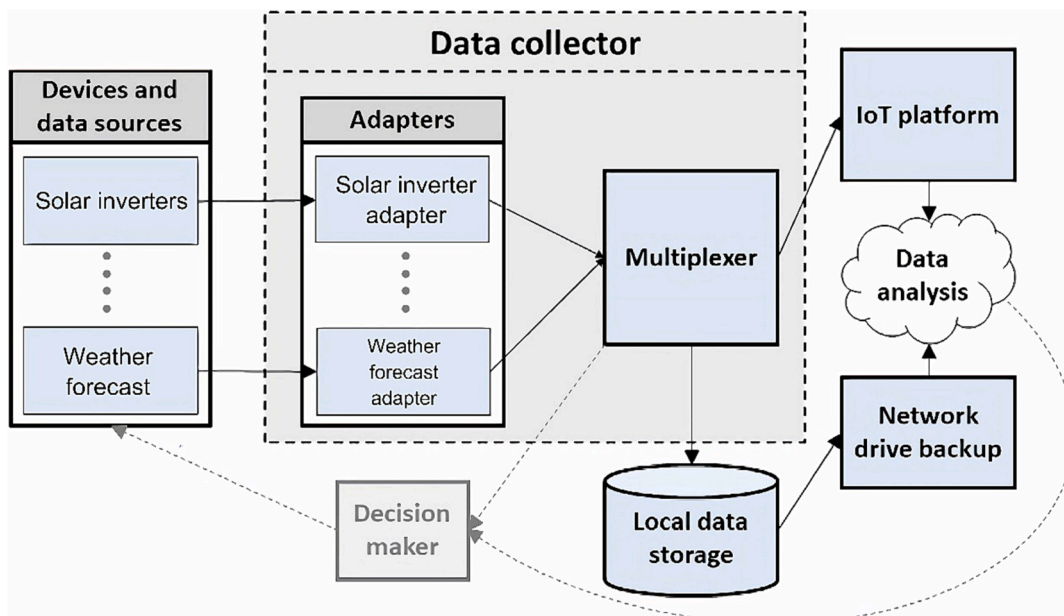 Data collector
Devices and
data sources
Solar inverters
Weather
forecast
Adapters
Solar inverter
adapter
Weather
forecast
adapter
Multiplexer
IoT platform
Data
analysis
Network
drive backup
Local data
storage
Decision
maker